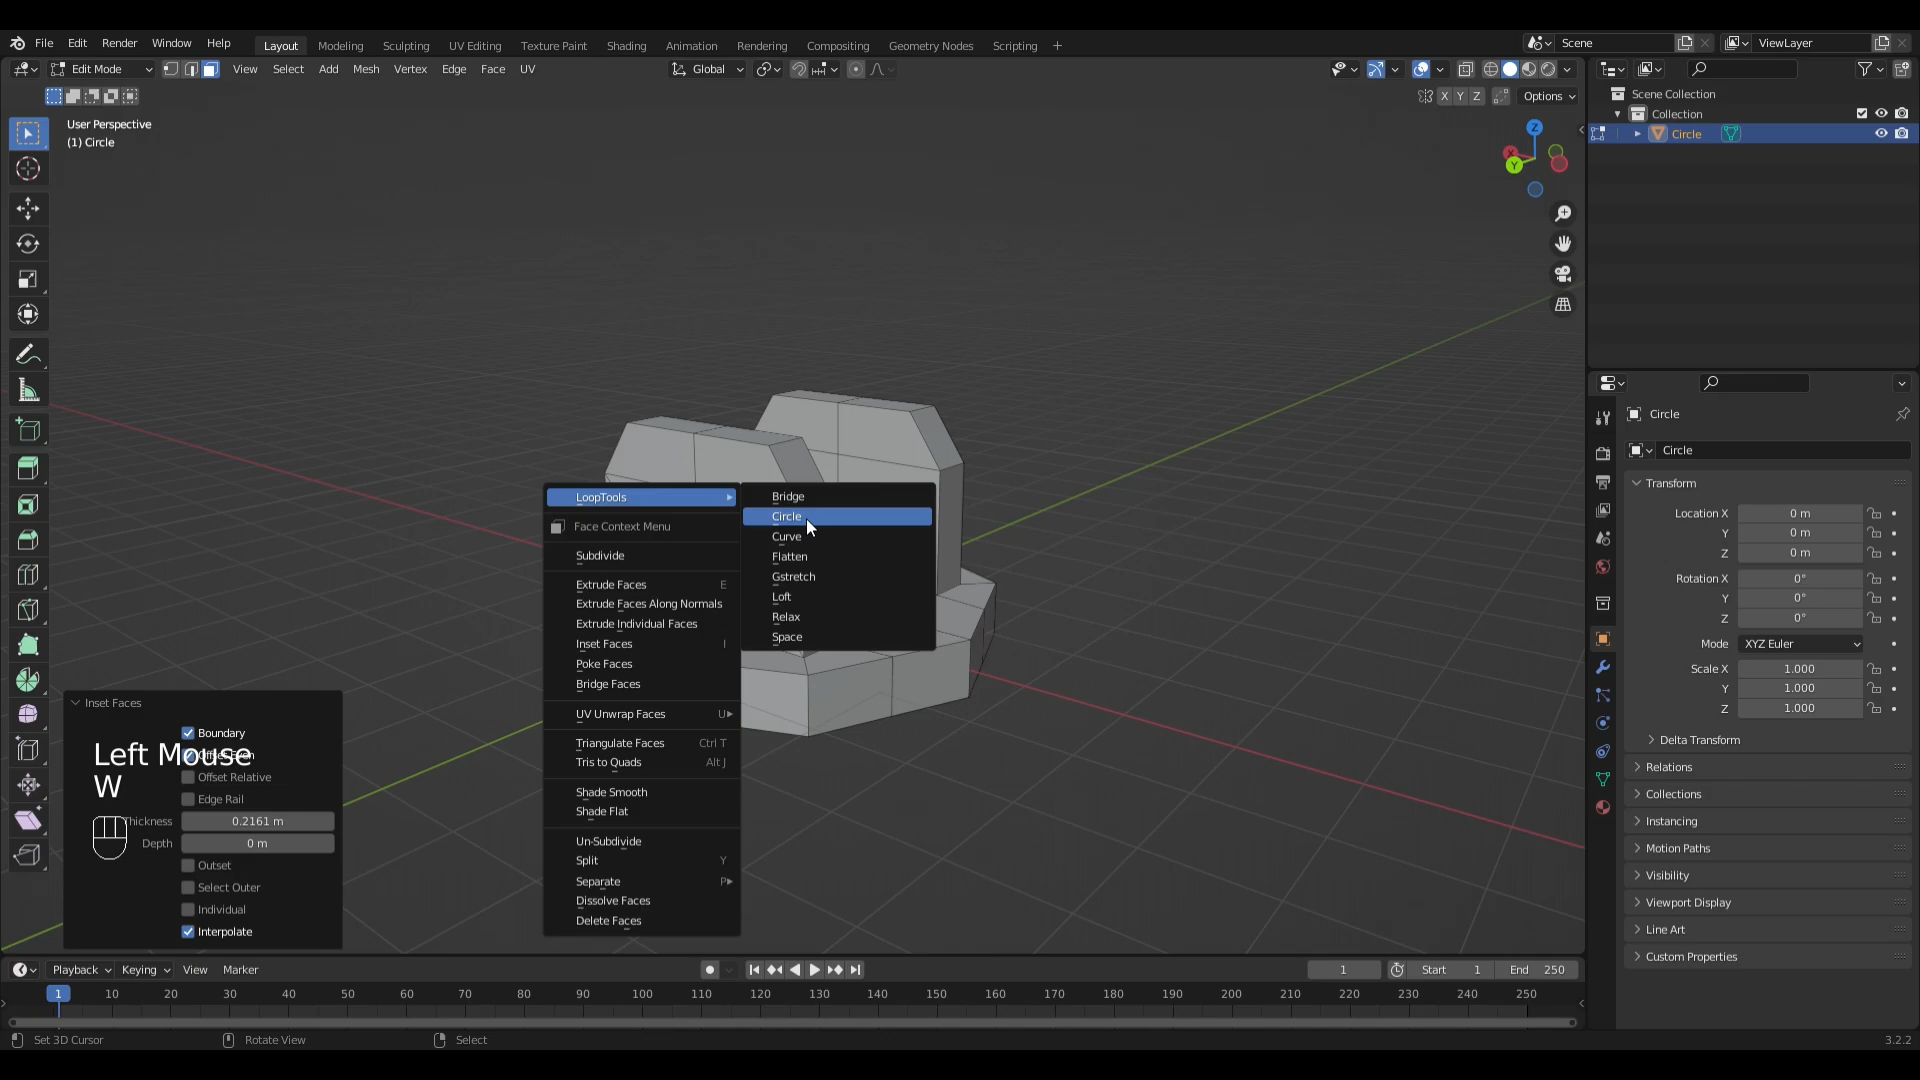 File Edit Render Window Help Layout Modeling Sculpting UV Editing Texture Paint Shading Animation Rendering Compositing Geometry Nodes Scripting + Scene ViewLayer
Edit Mode View Select Add Mesh Vertex Edge Face UV Global
X Y Z Options
User Perspective
(1) Circle
Z
X
Y
Scene Collection
Collection
Circle
LoopTools
Face Context Menu
Subdivide
Extrude Faces E
Extrude Faces Along Normals
Extrude Individual Faces
Inset Faces I
Poke Faces
Bridge Faces
UV Unwrap Faces U
Triangulate Faces Ctrl T
Tris to Quads Alt J
Shade Smooth
Shade Flat
Un-Subdivide
Split Y
Separate P
Dissolve Faces
Delete Faces
Bridge
Circle
Curve
Flatten
Gstretch
Loft
Relax
Space
Inset Faces
Boundary
Left Mouse
W
Offset Relative
Edge Rail
Thickness 0.2161 m
Depth 0 m
Outset
Select Outer
Individual
Interpolate
Circle
Circle
Transform
Location X 0 m
Y 0 m
Z 0 m
Rotation X 0°
Y 0°
Z 0°
Mode XYZ Euler
Scale X 1.000
Y 1.000
Z 1.000
Delta Transform
Relations
Collections
Instancing
Motion Paths
Visibility
Viewport Display
Line Art
Custom Properties
Playback Keying View Marker 1 Start 1 End 250
1 10 20 30 40 50 60 70 80 90 100 110 120 130 140 150 160 170 180 190 200 210 220 230 240 250
Set 3D Cursor Rotate View Select 3.2.2